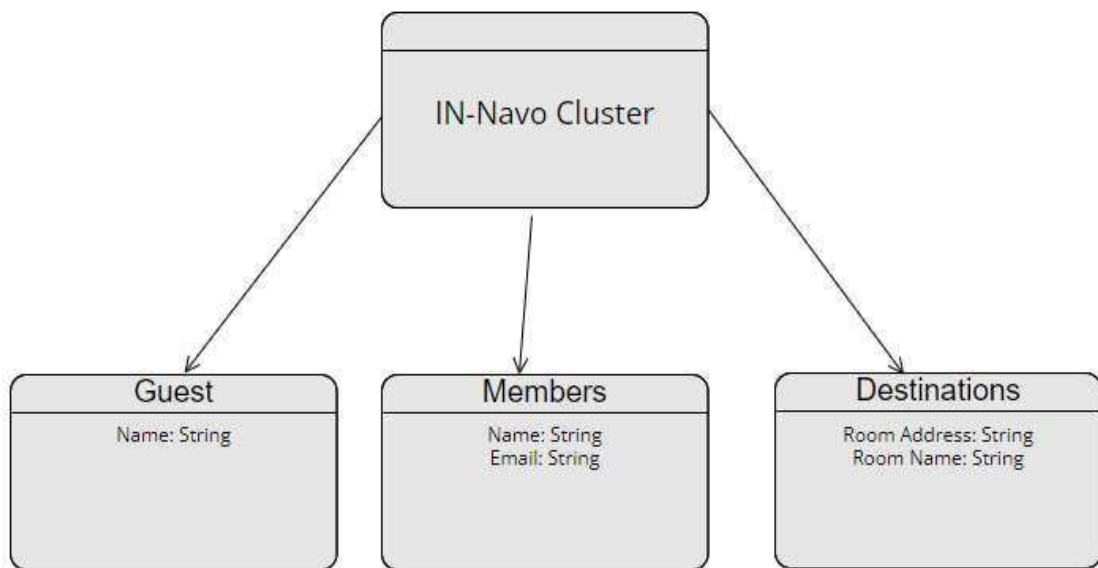 IN-Navo Cluster
Guest
Name: String
Members
Name: String
Email: String
Destinations
Room Address: String
Room Name: String